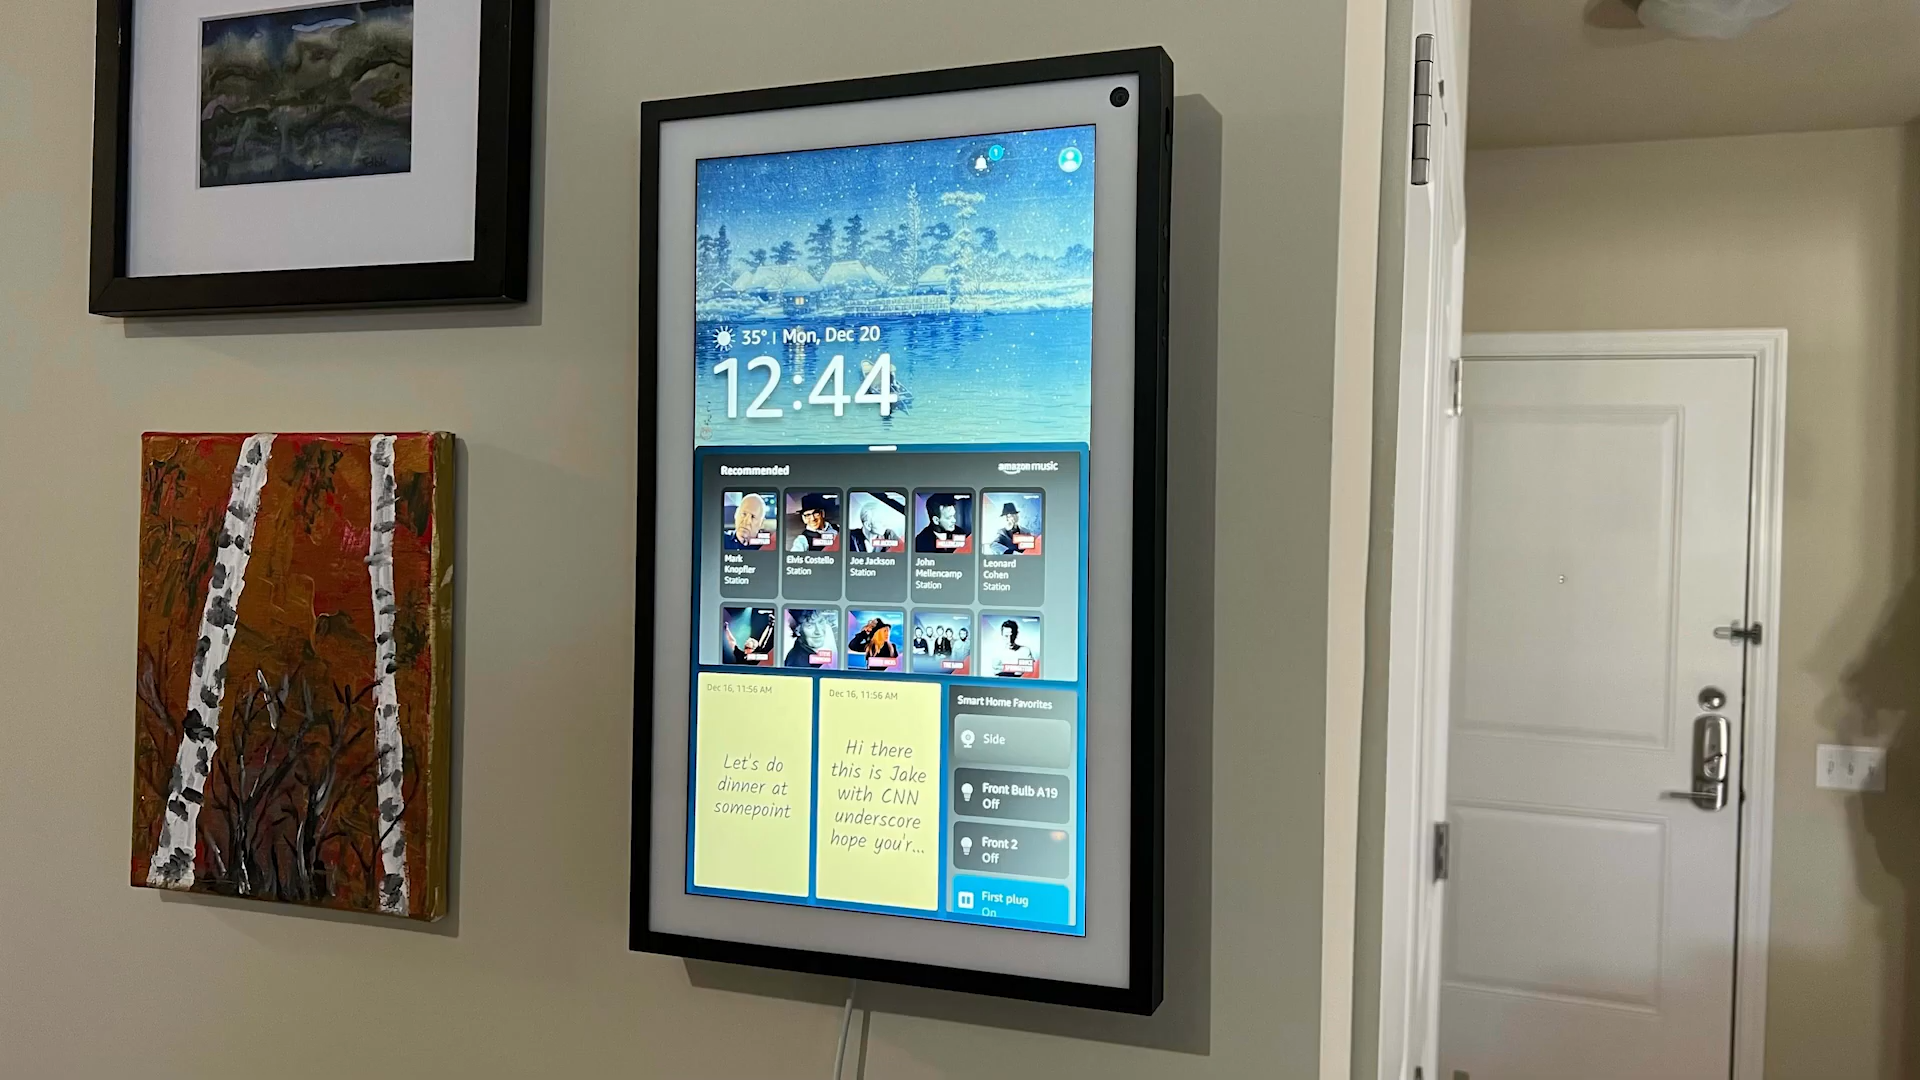 1
35° | Mon, Dec 20
12:44
Recommended
amazon music
Mark
Knopfler
Station
Elvis Costello
Station
Joe Jackson
Station
John
Mellencamp
Station
Leonard
Cohen
Station
THE BAND
Dec 16, 11:56 AM
Let's do
dinner at
somepoint
Dec 16, 11:56 AM
Hi there
this is Jake
with CNN
underscore
hope you'r...
Smart Home Favorites
Side
Front Bulb A19
Off
Front 2
Off
First plug
On